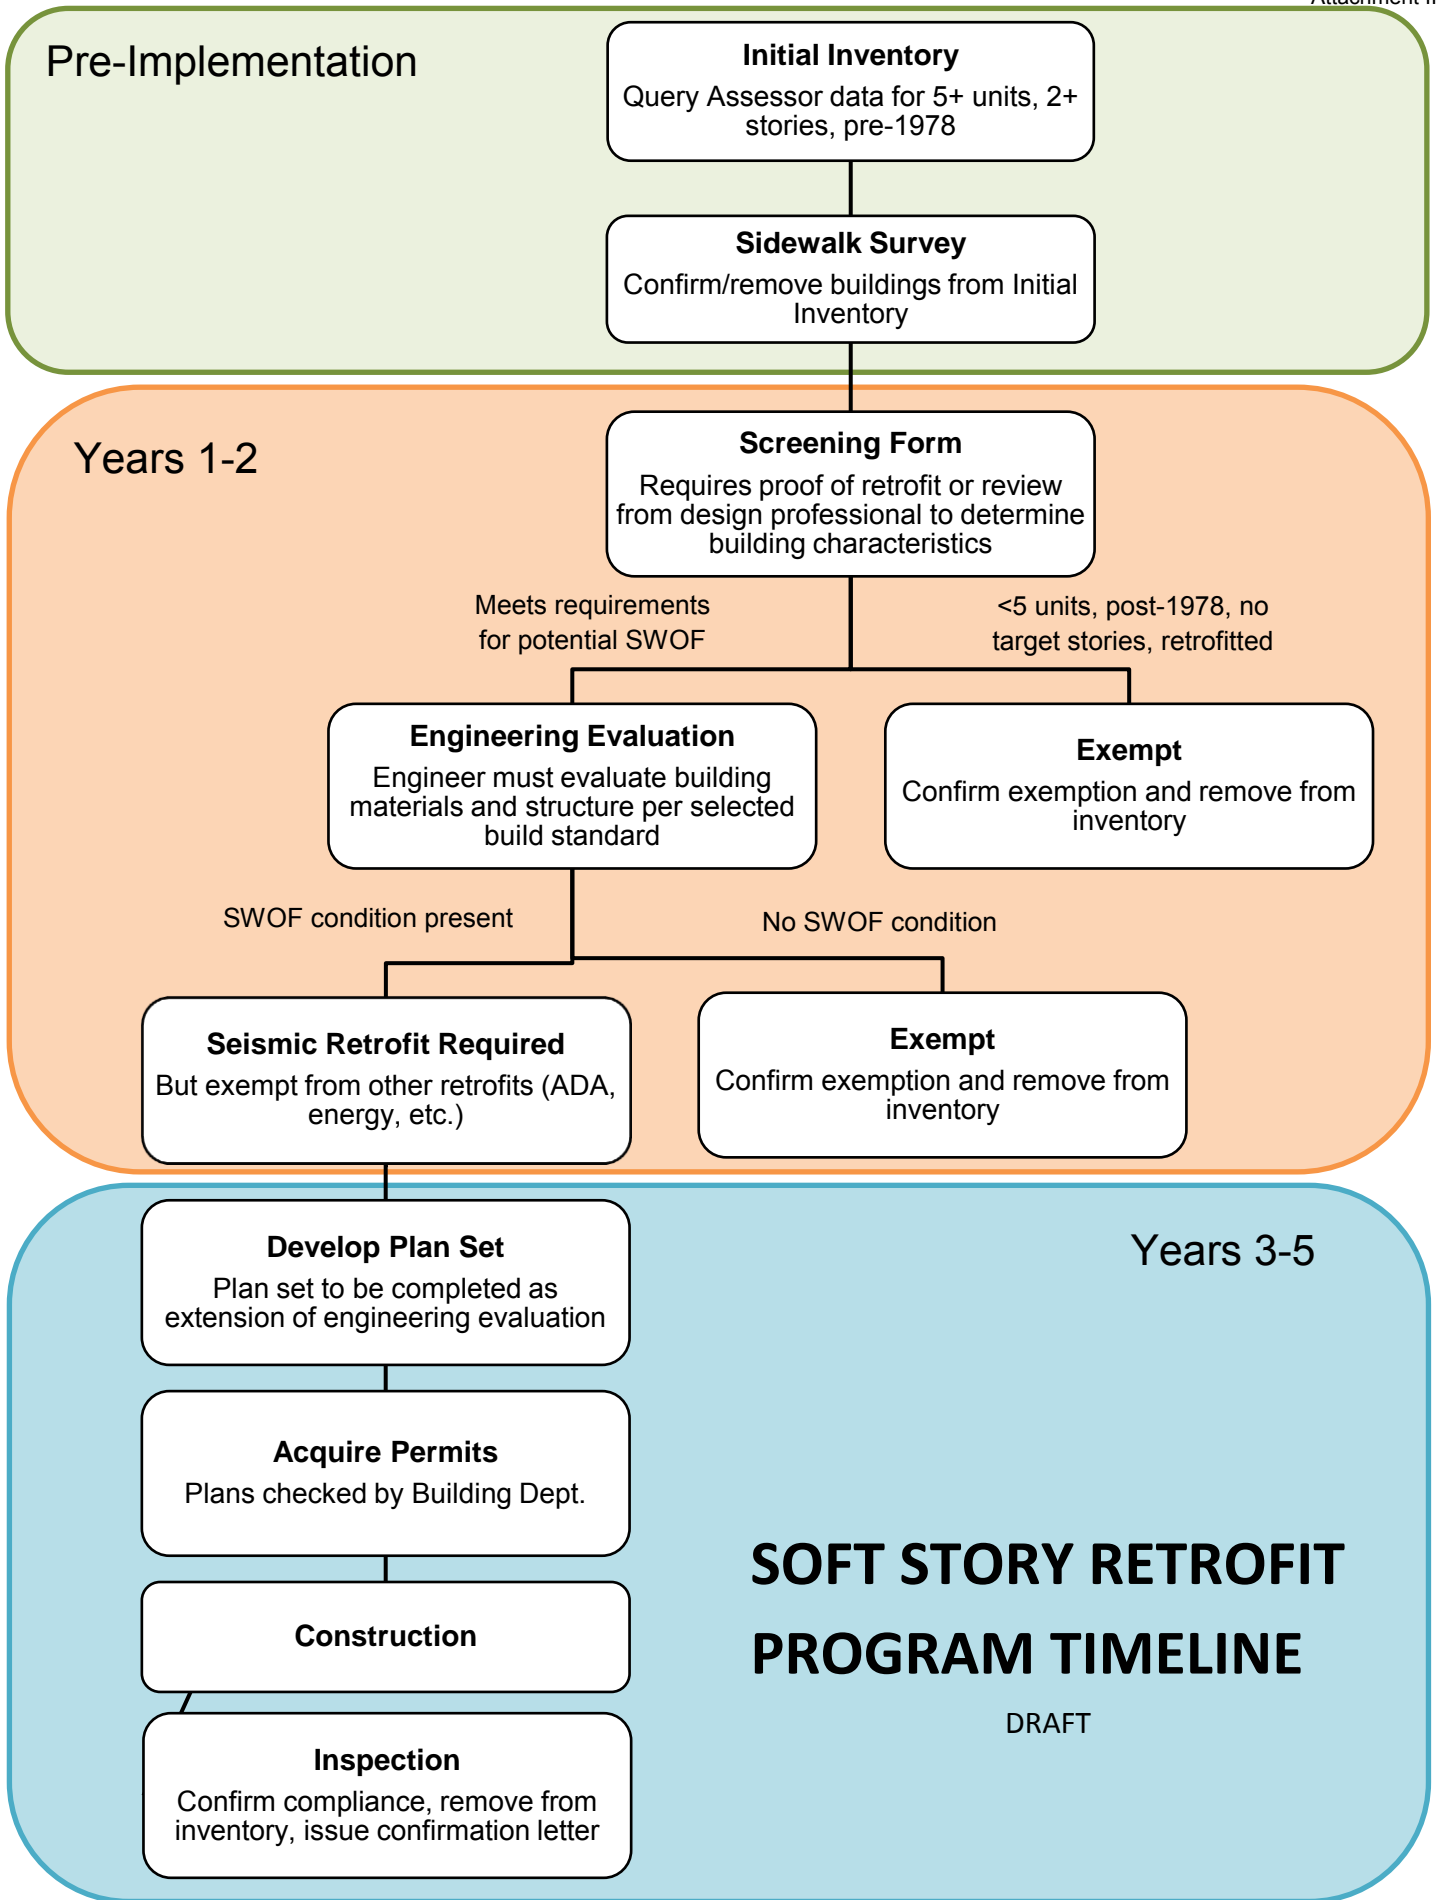 Attachment
Pre-Implementation
Initial Inventory
Query Assessor data for 5+ units, 2+
stories, pre-1978
Sidewalk Survey
Confirm/remove buildings from Initial
Inventory
Years 1-2
Screening Form
Requires proof of retrofit or review
from design professional to determine
building characteristics
Meets requirements
for potential SWOF
<5 units, post-1978, no
target stories, retrofitted
Engineering Evaluation
Engineer must evaluate building
materials and structure per selected
build standard
Exempt
Confirm exemption and remove from
inventory
SWOF condition present
No SWOF condition
Seismic Retrofit Required
But exempt from other retrofits (ADA,
energy, etc.)
Exempt
Confirm exemption and remove from
inventory
Years 3-5
Develop Plan Set
Plan set to be completed as
extension of engineering evaluation
Acquire Permits
Plans checked by Building Dept.
Construction
Inspection
Confirm compliance, remove from
inventory, issue confirmation letter
SOFT STORY RETROFIT
PROGRAM TIMELINE
DRAFT